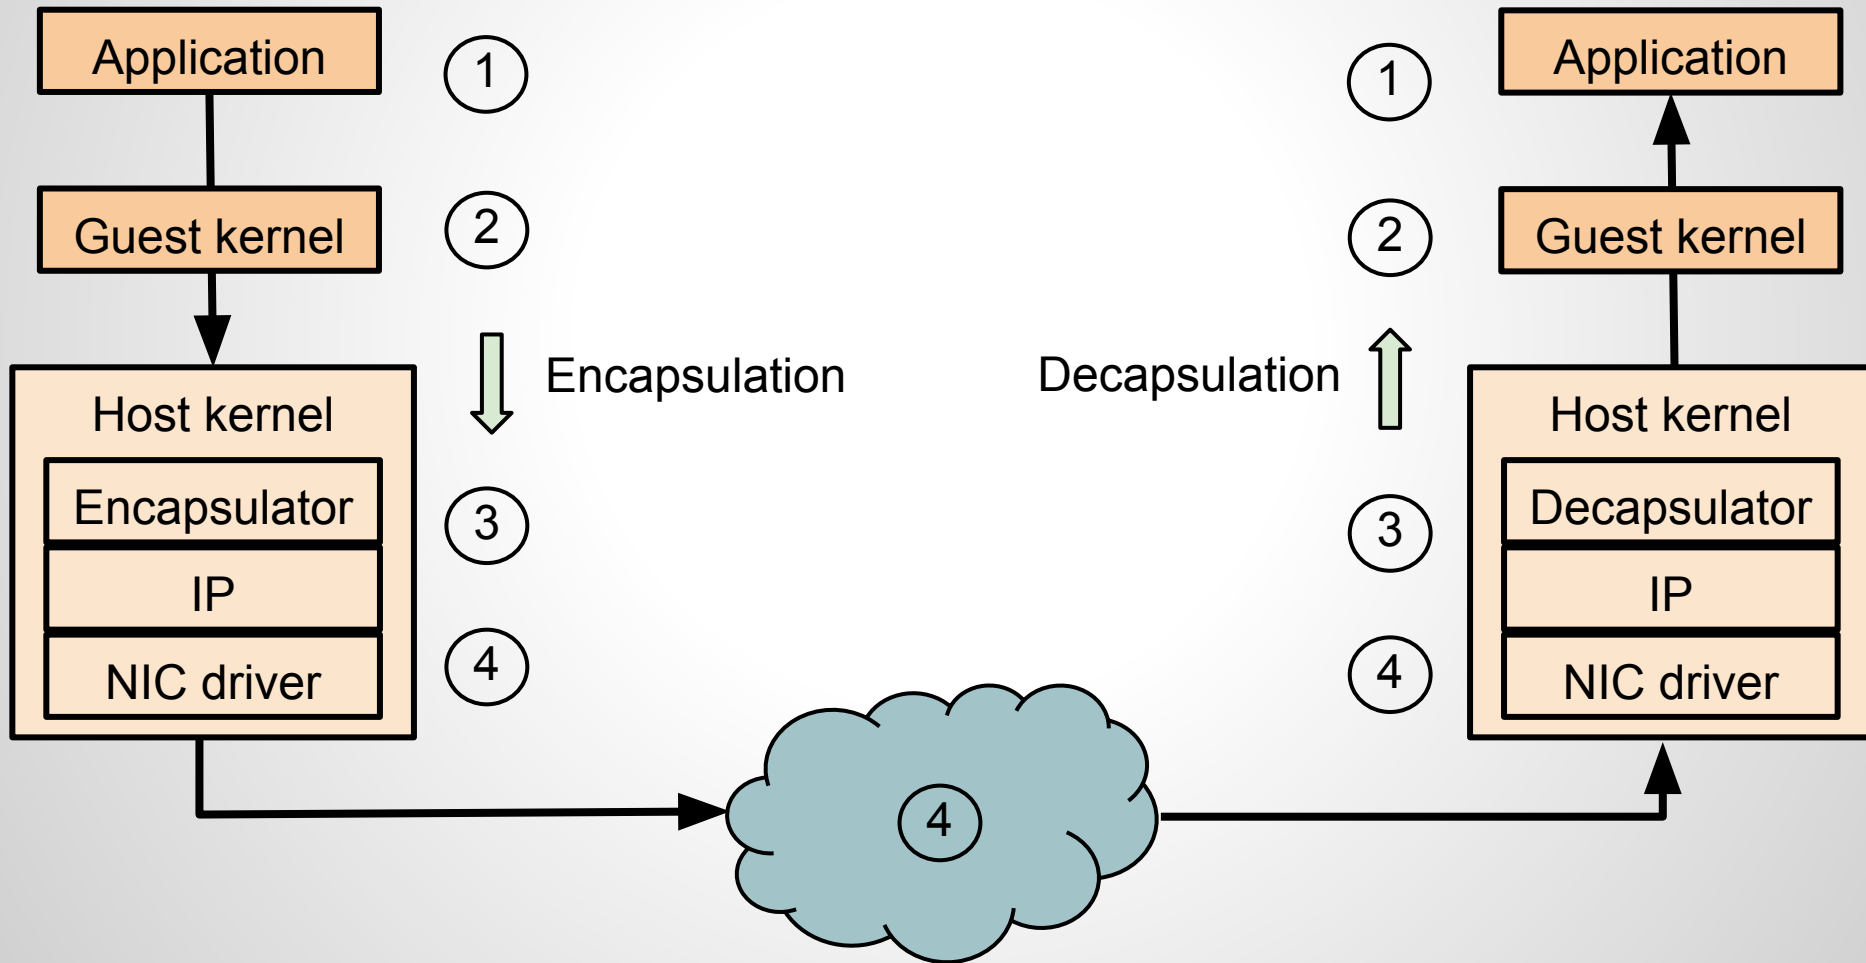 Application
1
1
Application
Guest kernel
2
2
Guest kernel
Encapsulation
Decapsulation
Host kernel
Host kernel
Encapsulator
3
3
Decapsulator
IP
IP
NIC driver
4
4
NIC driver
4